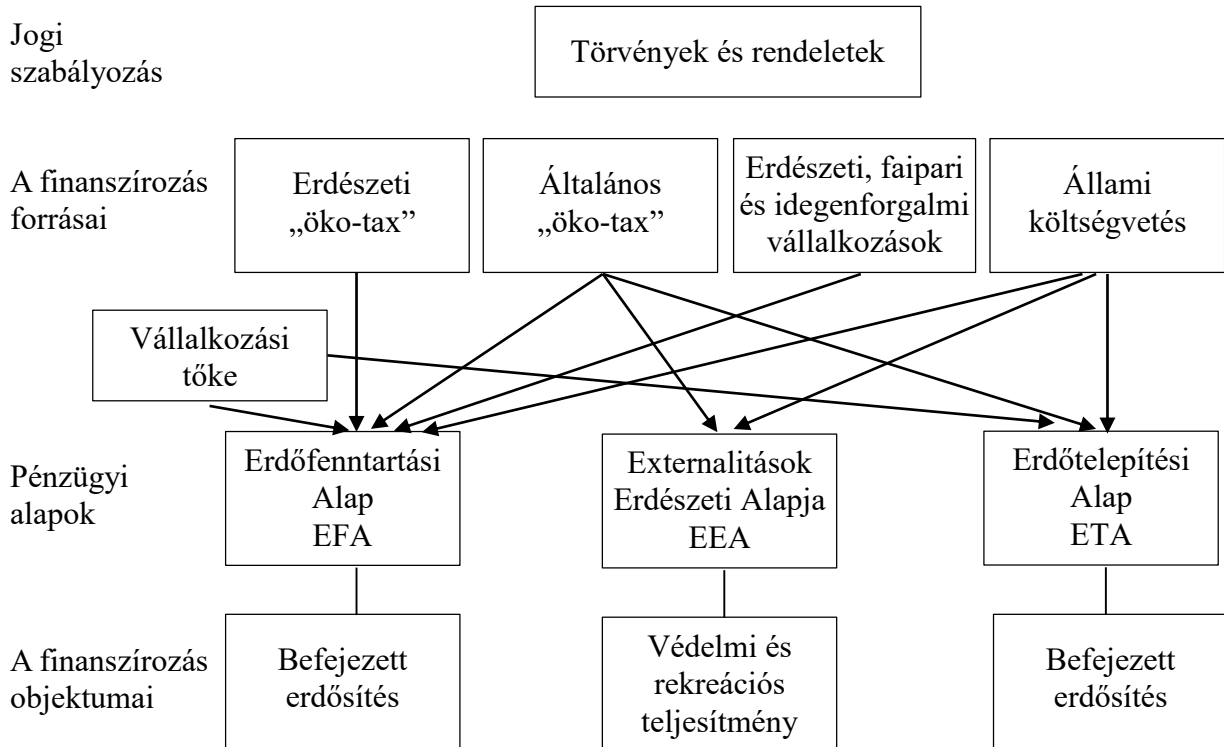 Jogi
szabályozás
Törvények és rendeletek
A finanszírozás
forrásai
Erdészeti
„öko-tax”
Általános
„öko-tax”
Erdészeti, faipari
és idegenforgalmi
vállalkozások
Állami
költségvetés
Vállalkozási
tőke
Pénzügyi
alapok
Erdőfenntartási
Alap
EFA
Externalitások
Erdészeti Alapja
EEA
Erdőtelepítési
Alap
ETA
A finanszírozás
objektumai
Befejezett
erdősítés
Védelmi és
rekreációs
teljesítmény
Befejezett
erdősítés